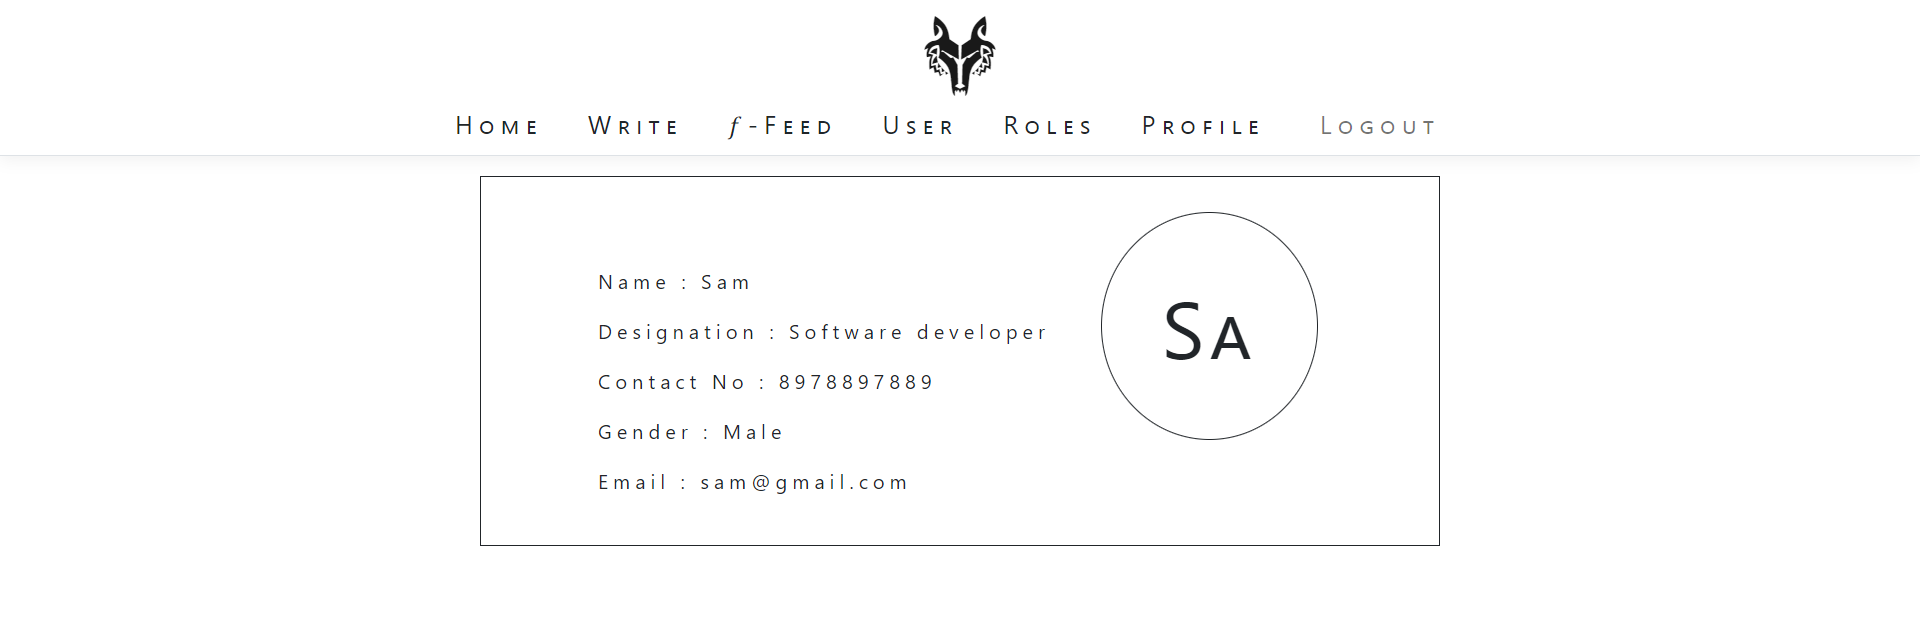 Home Write f-Feed User Roles Profile Logout
Name : Sam
Designation : Software developer
Contact No : 8978897889
Gender : Male
Email : sam@gmail.com
Sa